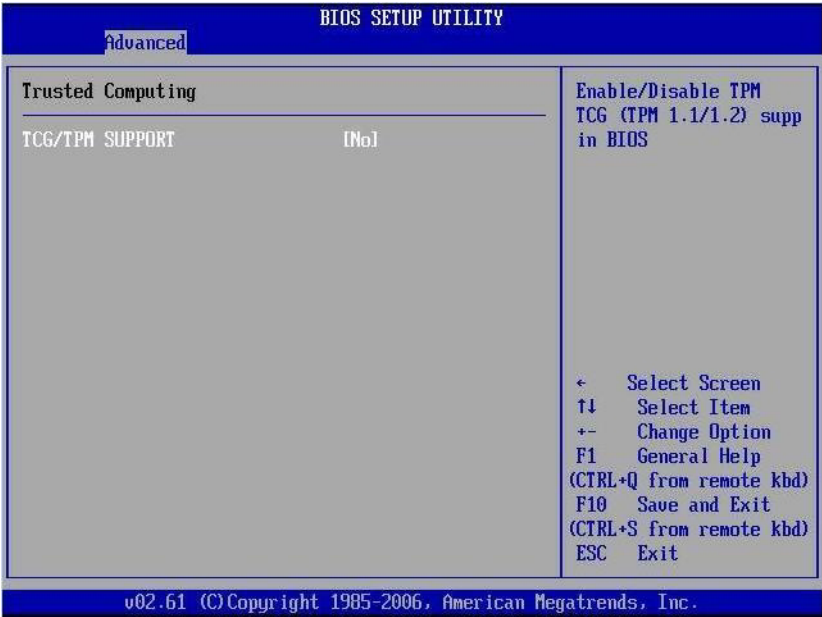 BIOS SETUP UTILITY
Advanced
Trusted Computing
TCG/TPM SUPPORT [No]
Enable/Disable TPM
TCG (TPM 1.1/1.2) supp
in BIOS
← Select Screen
↑↓ Select Item
+- Change Option
F1 General Help
(CTRL+Q from remote kbd)
F10 Save and Exit
(CTRL+S from remote kbd)
ESC Exit
v02.61 (C)Copyright 1985-2006, American Megatrends, Inc.